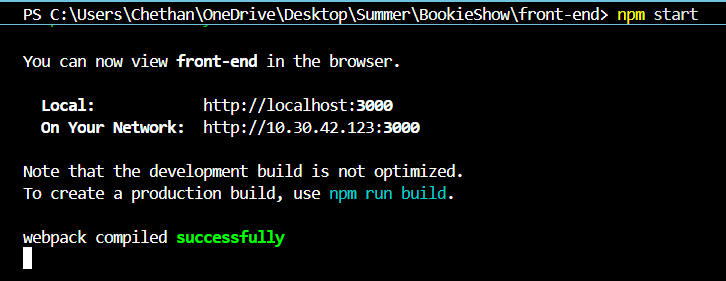 PS C:\Users\Chethan\OneDrive\Desktop\Summer\BookieShow\front-end> npm start
You can now view front-end in the browser.
Local: http://localhost:3000
On Your Network: http://10.30.42.123:3000
Note that the development build is not optimized.
To create a production build, use npm run build.
webpack compiled successfully